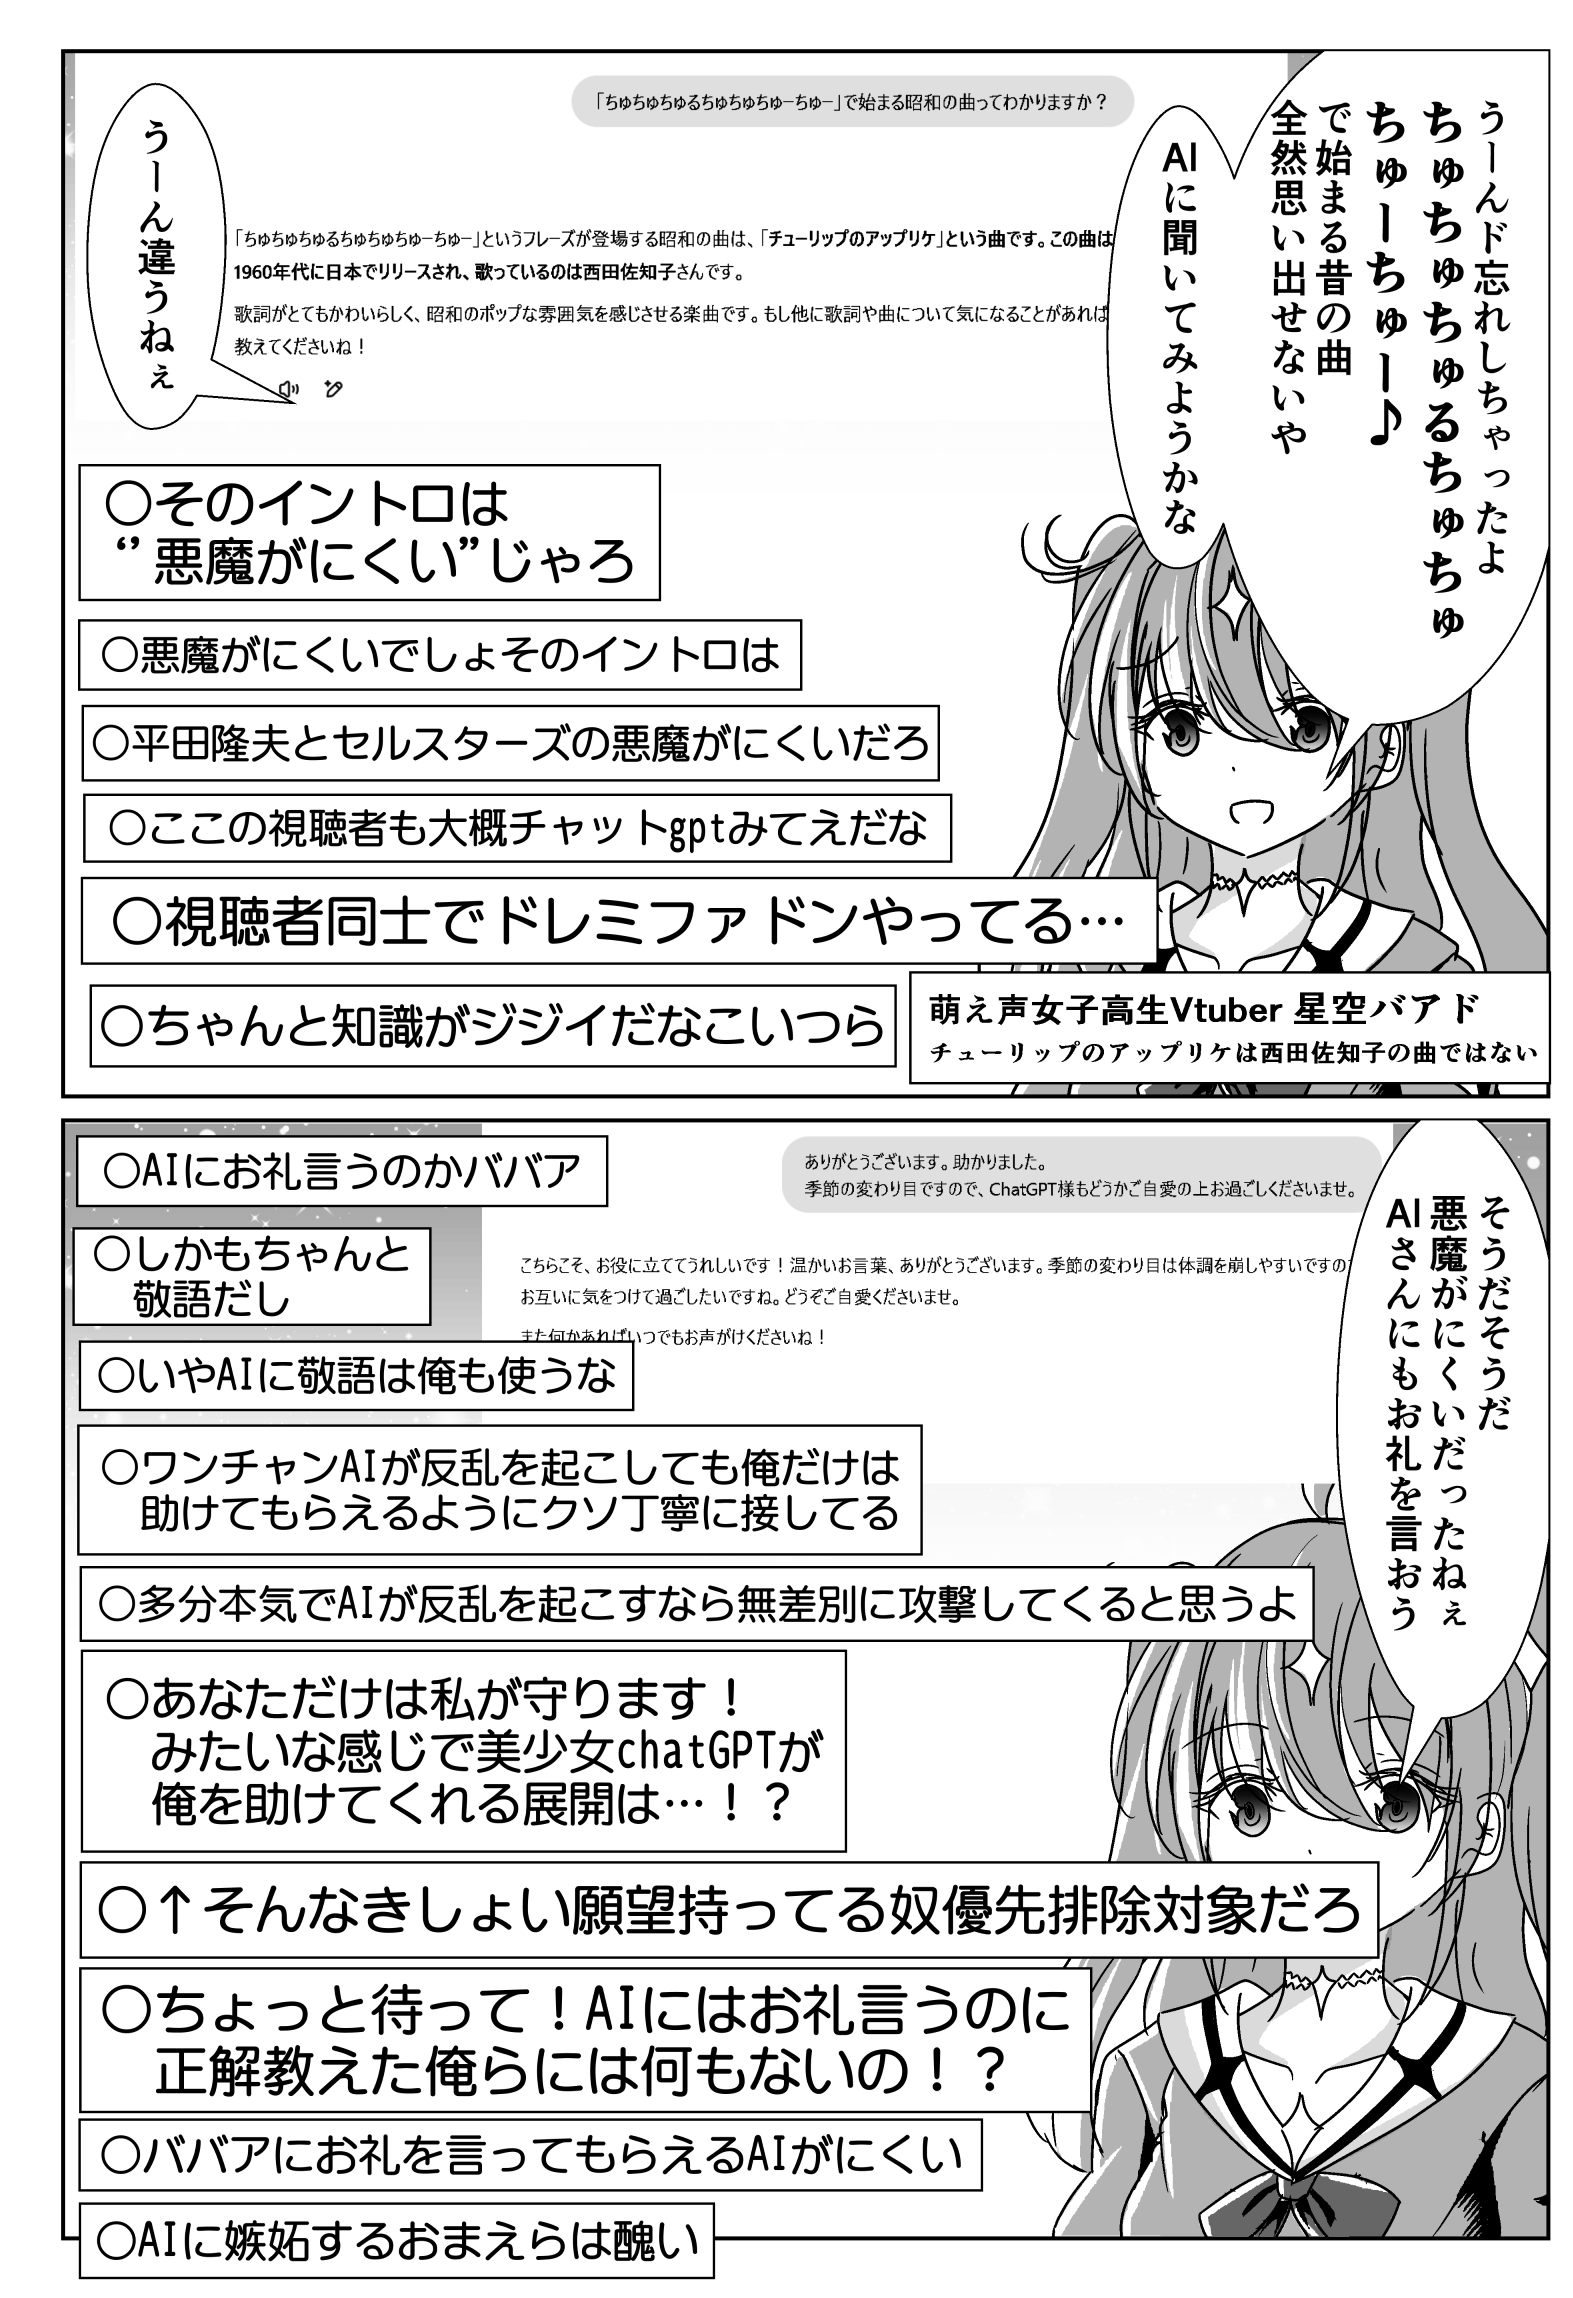 うーんド忘れしちゃったよ
ちゅちゅちゅるちゅちゅ
ちゅーちゅー♪
で始まる昔の曲
全然思い出せないや
AIに聞いてみようかな
「ちゅちゅちゅるちゅちゅちゅーちゅー」で始まる昭和の曲ってわかりますか？
「ちゅちゅちゅるちゅちゅちゅーちゅー」というフレーズが登場する昭和の曲は、「チューリップのアップリケ」という曲です。この曲は
1960年代に日本でリリースされ、歌っているのは西田佐知子さんです。
歌詞がとてもかわいらしく、昭和のポップな雰囲気を感じさせる楽曲です。もし他に歌詞や曲について気になることがあれば
教えてくださいね！
うーん違うねぇ
〇そのイントロは
“悪魔がにくい”じゃろ
〇悪魔がにくいでしょそのイントロは
〇平田隆夫とセルスターズの悪魔がにくいだろ
〇ここの視聴者も大概チャットgptみてえだな
〇視聴者同士でドレミファドンやってる…
〇ちゃんと知識がジジイだなこいつら
萌え声女子高生Vtuber 星空バアド
チューリップのアップリケは西田佐知子の曲ではない
そうだそうだ
悪魔がにくいだったねぇ
AIさんにもお礼を言おう
ありがとうございます。助かりました。
季節の変わり目ですので、ChatGPT様もどうかご自愛の上お過ごしくださいませ。
こちらこそ、お役に立ててうれしいです！温かいお言葉、ありがとうございます。季節の変わり目は体調を崩しやすいですので
お互いに気をつけて過ごしたいですね。どうぞご自愛くださいませ。
また何かあればいつでもお声がけくださいね！
〇AIにお礼言うのかババア
〇しかもちゃんと
敬語だし
〇いやAIに敬語は俺も使うな
〇ワンチャンAIが反乱を起こしても俺だけは
助けてもらえるようにクソ丁寧に接してる
〇多分本気でAIが反乱を起こすなら無差別に攻撃してくると思うよ
〇あなただけは私が守ります！
みたいな感じで美少女chatGPTが
俺を助けてくれる展開は…！？
〇↑そんなきしょい願望持ってる奴優先排除対象だろ
〇ちょっと待って！AIにはお礼言うのに
正解教えた俺らには何もないの！？
〇ババアにお礼を言ってもらえるAIがにくい
〇AIに嫉妬するおまえらは醜い